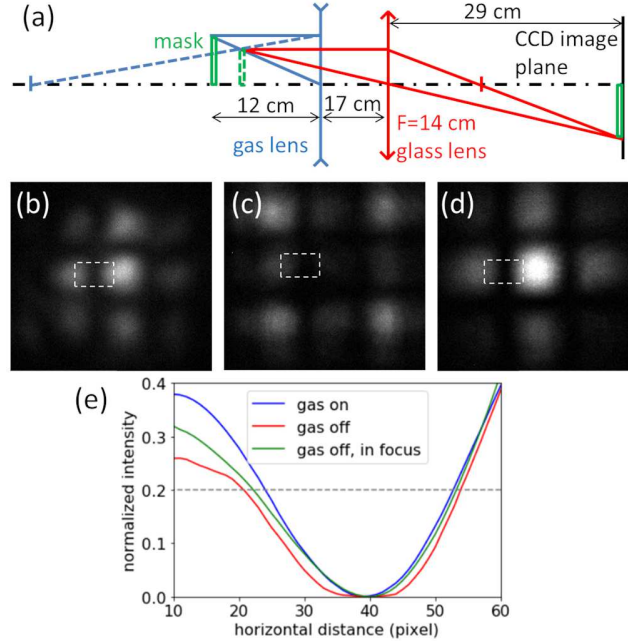 (a)
29 cm
mask
CCD image
plane
12 cm
17 cm
F=14 cm
gas lens
glass lens
(b)
(c)
(d)
(e)
0.4
0.3
0.2
0.1
0.0
normalized intensity
gas on
gas off
gas off, in focus
10
20
30
40
50
60
horizontal distance (pixel)